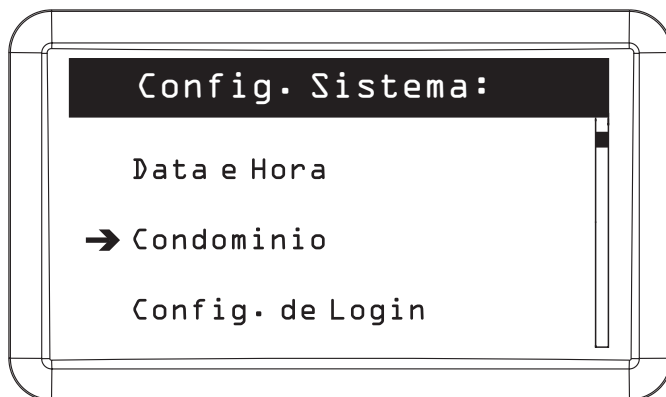 Config. Sistema:
Data e Hora
Condominio
Config. de Login